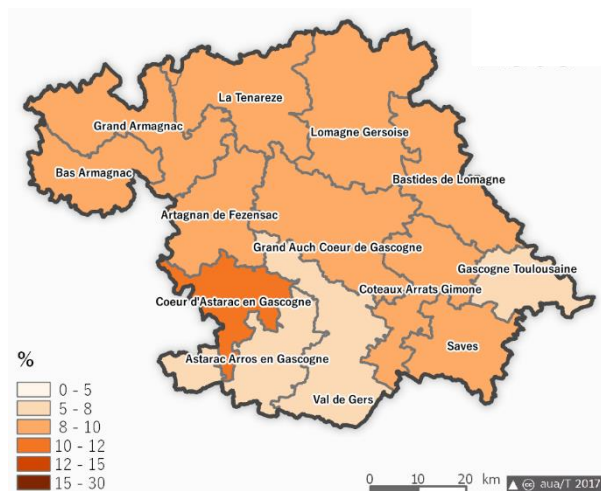 La Tenareze
Grand Armagnac
Lomagne Gersoise
Bas Armagnac
Bastides de Lomagne
Artagnan de Fezensac
Grand Auch Coeur de Gascogne
Gascogne Toulousaine
Coteaux Arrats Gimone
Coeur d'Astarac en Gascogne
Saves
Astarac Arros en Gascogne
Val de Gers
%
0 - 5
5 - 8
8 - 10
10 - 12
12 - 15
15 - 30
0 10 20 km
cc aua/T 2017